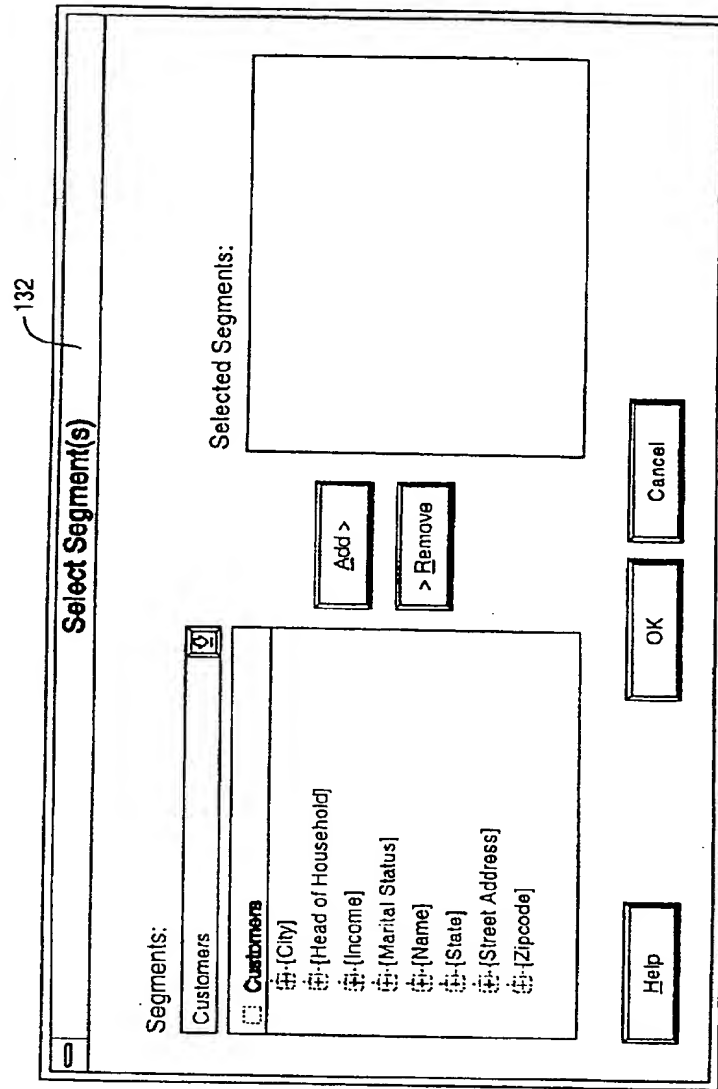 132
Select Segment(s)
Segments:
Customers
Customers
[City]
[Head of Household]
[Income]
[Marital Status]
[Name]
[State]
[Street Address]
[Zipcode]
Add >
> Remove
Selected Segments:
Help
OK
Cancel